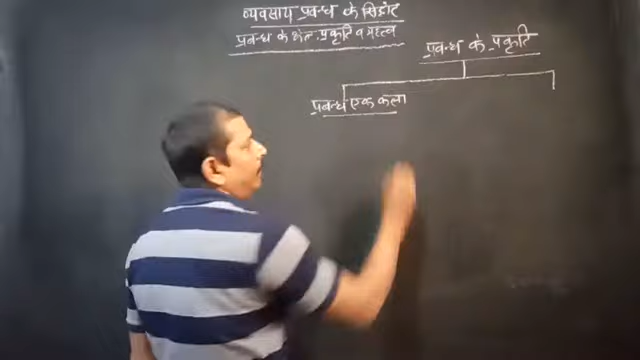 व्यवसाय प्रबन्ध के सिद्धांत
प्रबन्ध के क्षेत्र, प्रकृति व महत्व
प्रबन्ध के प्रकृति
प्रबन्ध एक कला